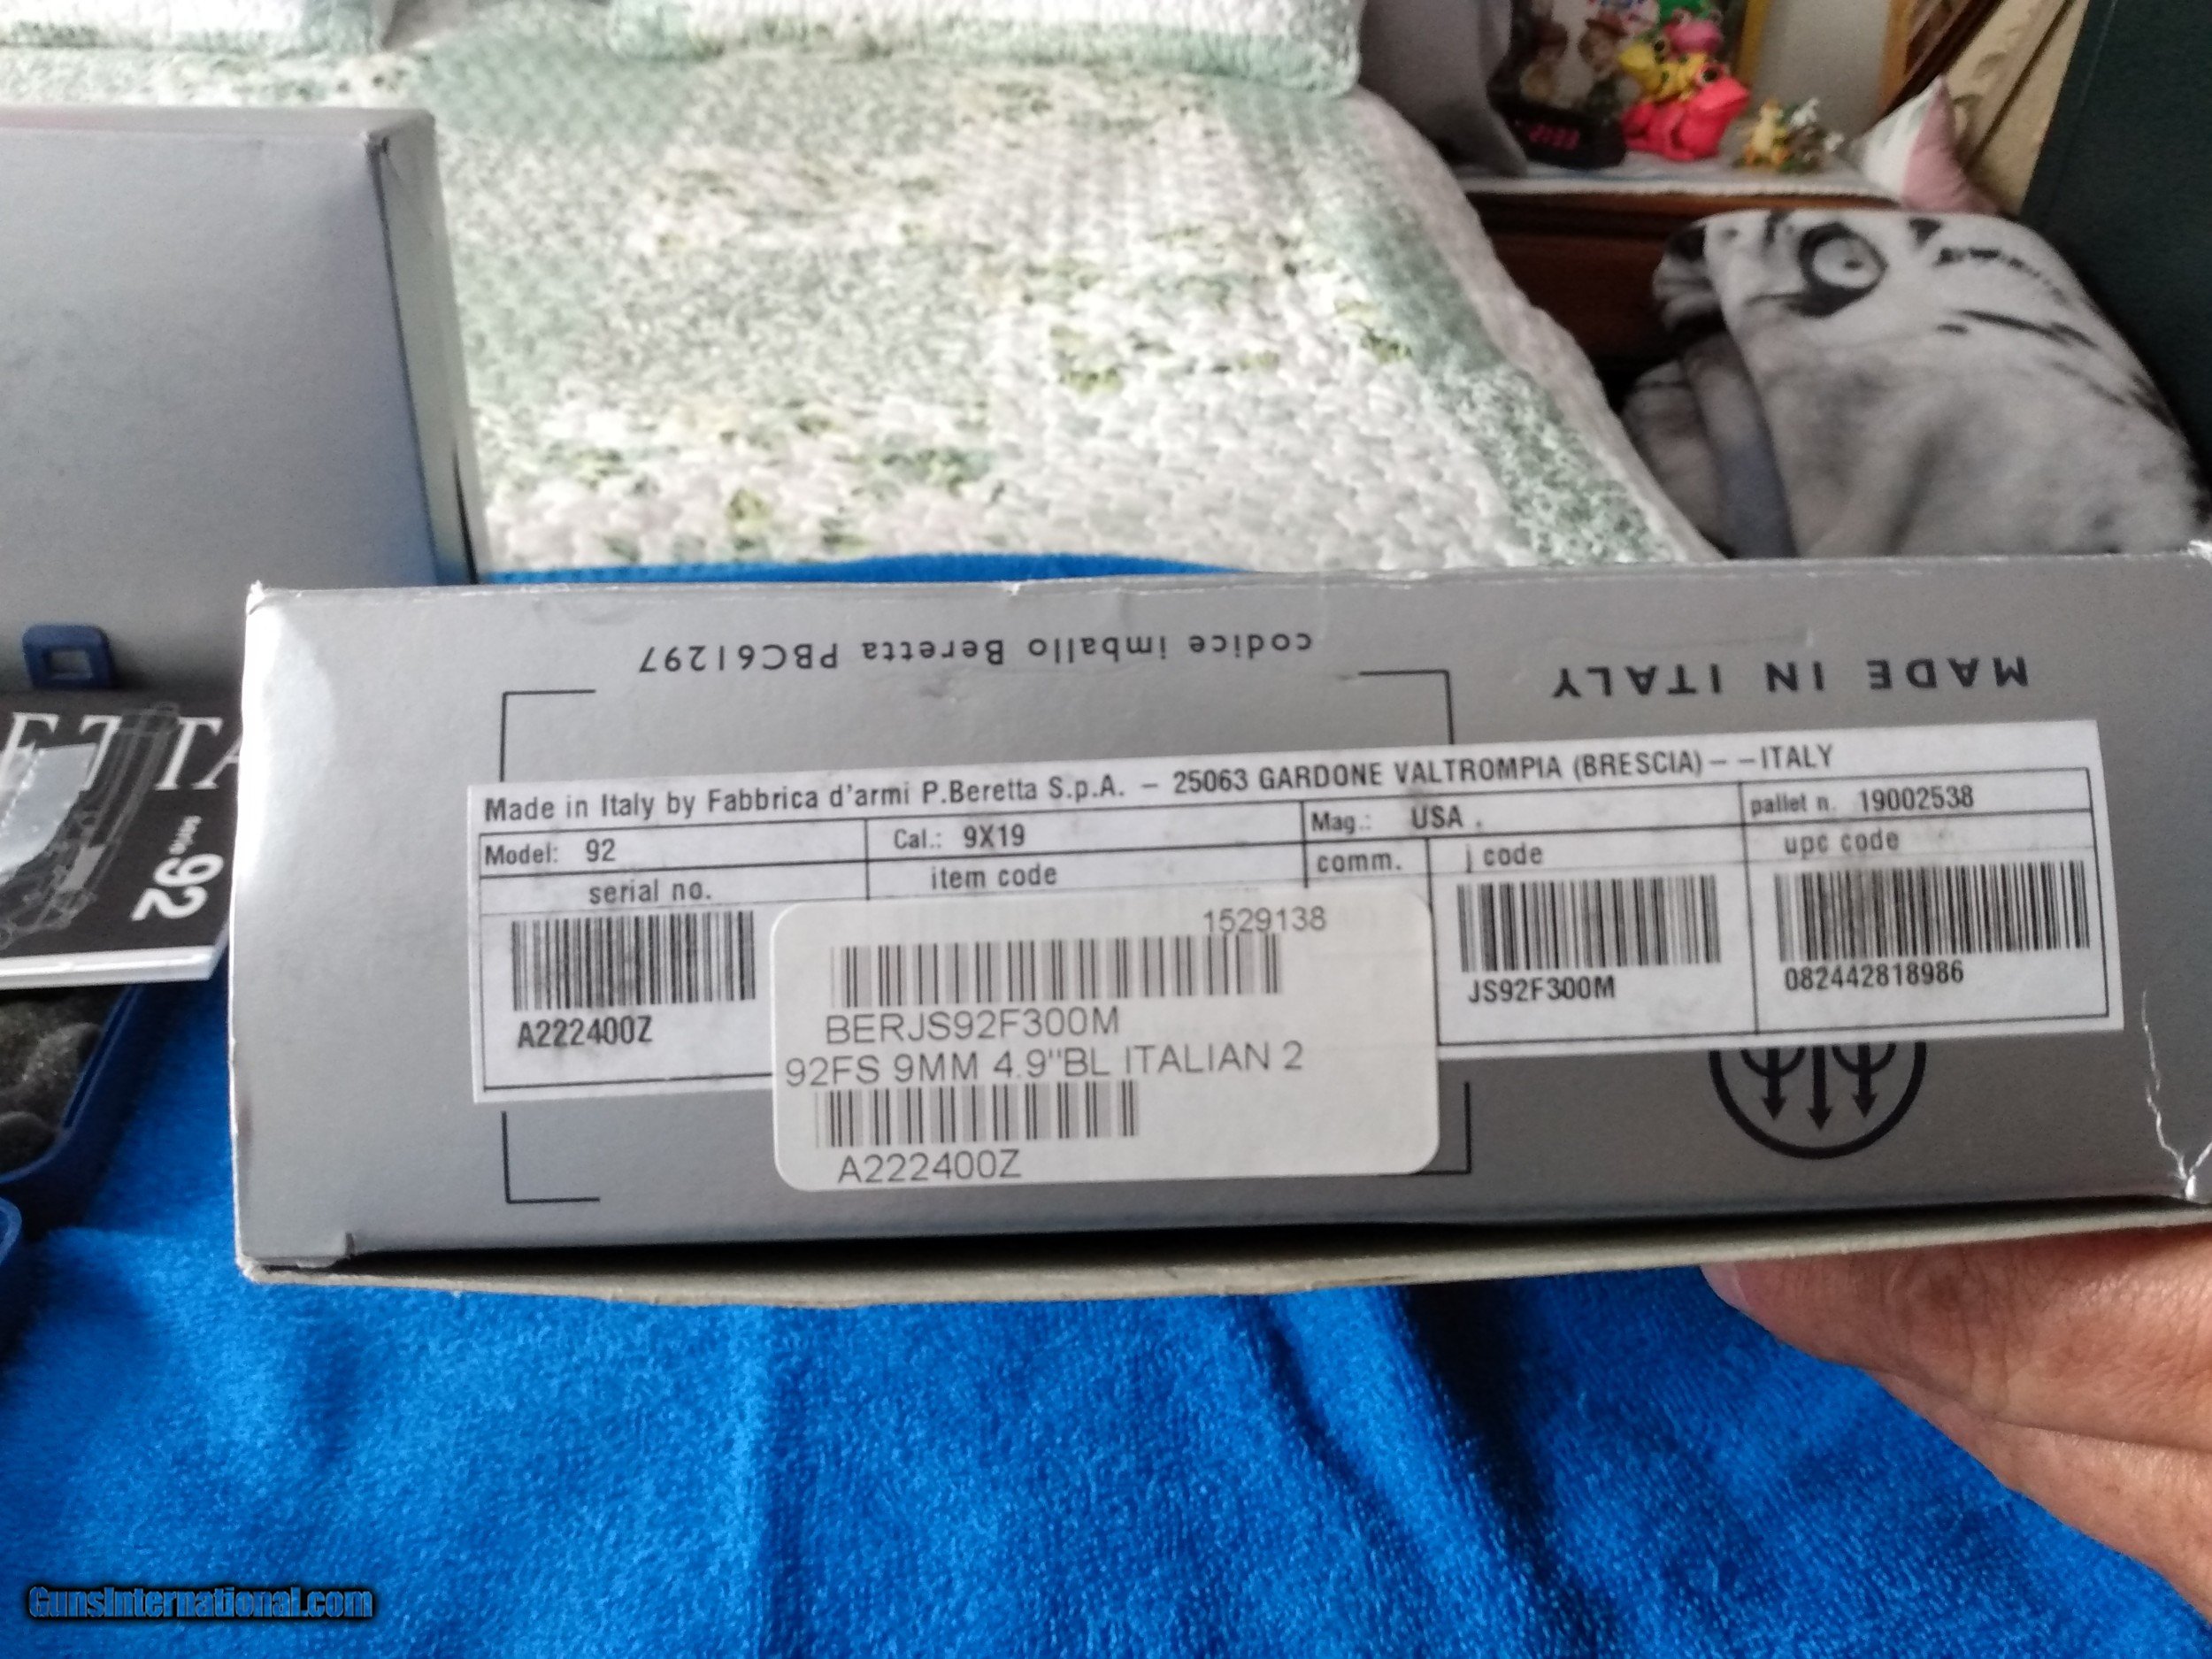 codice imballo Beretta PBC61297
MADE IN ITALY
Made in Italy by Fabbrica d'armi P.Beretta S.p.A. - 25063 GARDONE VALTROMPIA (BRESCIA)- -ITALY
Model: 92
Cal.: 9X19
Mag.: USA .
pallet n. 19002538
serial no.
item code
comm.
j code
upc code
A222400Z
JS92F300M
082442818986
1529138
BERJS92F300M
92FS 9MM 4.9"BL ITALIAN 2
A222400Z
ETTA
serie 92
GunsInternational.com